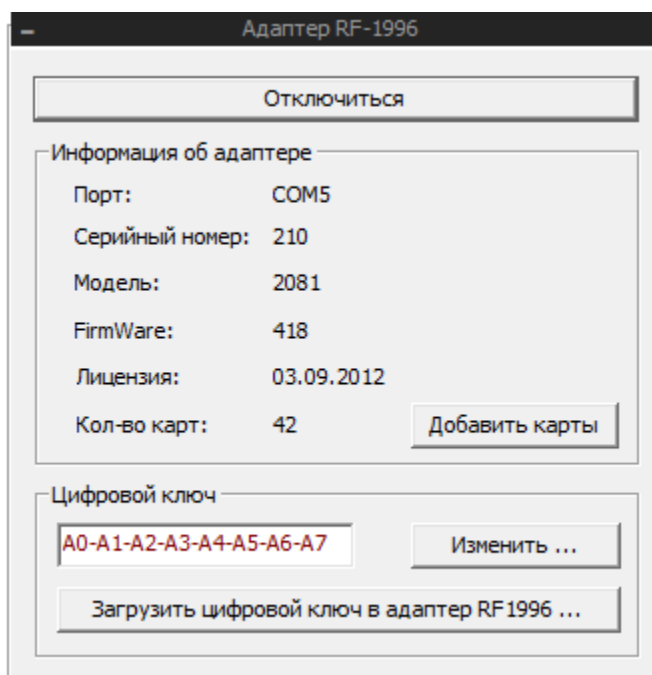 Адаптер RF-1996
Отключиться
Информация об адаптере
Порт: COM5
Серийный номер: 210
Модель: 2081
FirmWare: 418
Лицензия: 03.09.2012
Кол-во карт: 42 Добавить карты
Цифровой ключ
A0-A1-A2-A3-A4-A5-A6-A7 Изменить ...
Загрузить цифровой ключ в адаптер RF1996 ...